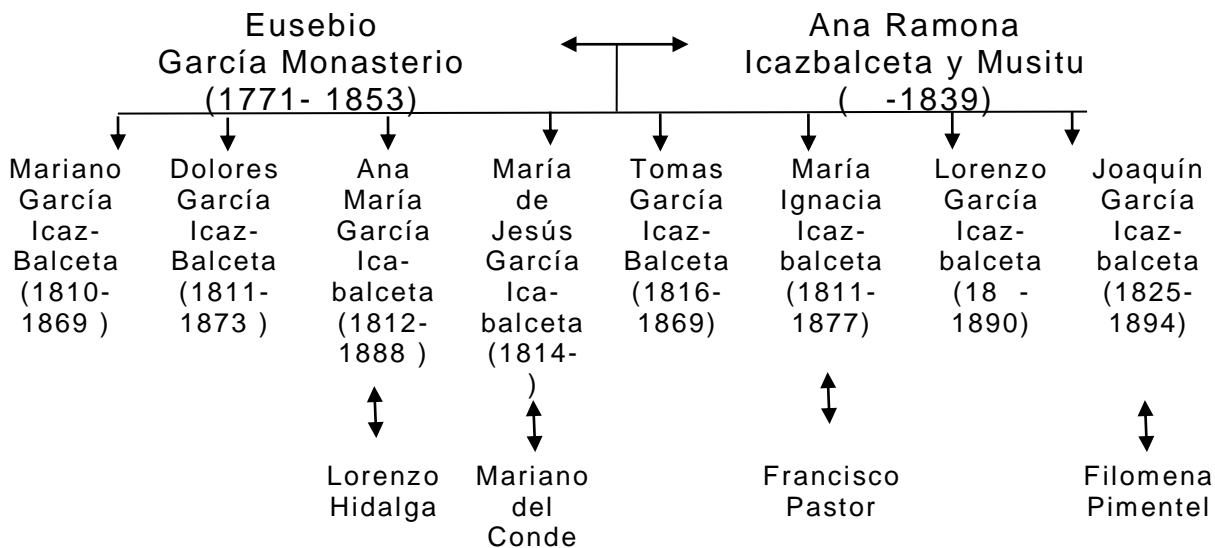 Eusebio
García Monasterio
(1771- 1853)
Ana Ramona
Icazbalceta y Musitu
(   -1839)
Mariano
García
Icaz-
Balceta
(1810-
1869 )
Dolores
García
Icaz-
Balceta
(1811-
1873 )
Ana
María
García
Ica-
balceta
(1812-
1888 )
María
de
Jesús
García
Ica-
balceta
(1814-
)
Tomas
García
Icaz-
Balceta
(1816-
1869)
María
Ignacia
Icaz-
balceta
(1811-
1877)
Lorenzo
García
Icaz-
balceta
(18  -
1890)
Joaquín
García
Icaz-
balceta
(1825-
1894)
Lorenzo
Hidalga
Mariano
del
Conde
Francisco
Pastor
Filomena
Pimentel